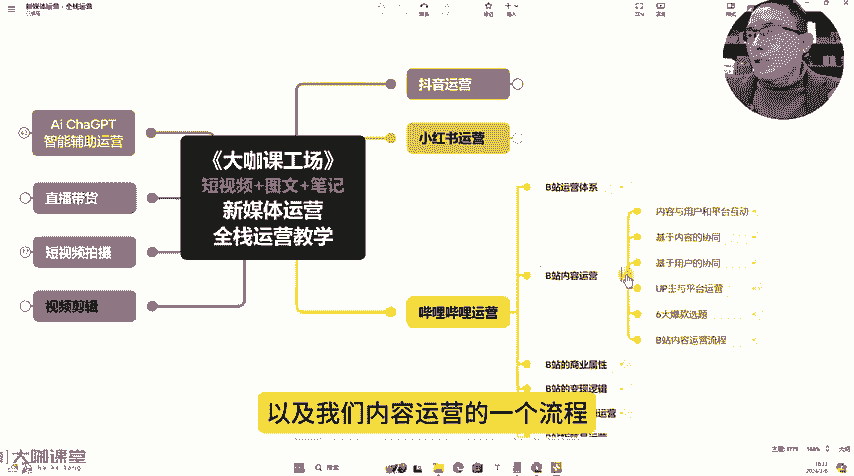 新媒体运营 · 全栈运营
抖音运营
Ai ChaGPT
智能辅助运营
小红书运营
《大咖课工场》
短视频+图文+笔记
新媒体运营
全栈运营教学
直播带货
短视频拍摄
视频剪辑
哔哩哔哩运营
B站运营体系
内容与用户和平台互动
基于内容的协同
基于用户的协同
B站内容运营
UP主与平台运营
6大爆款选题
B站内容运营流程
B站的商业属性
B站的变现逻辑
运营
以及我们内容运营的一个流程
大咖课堂
搜索